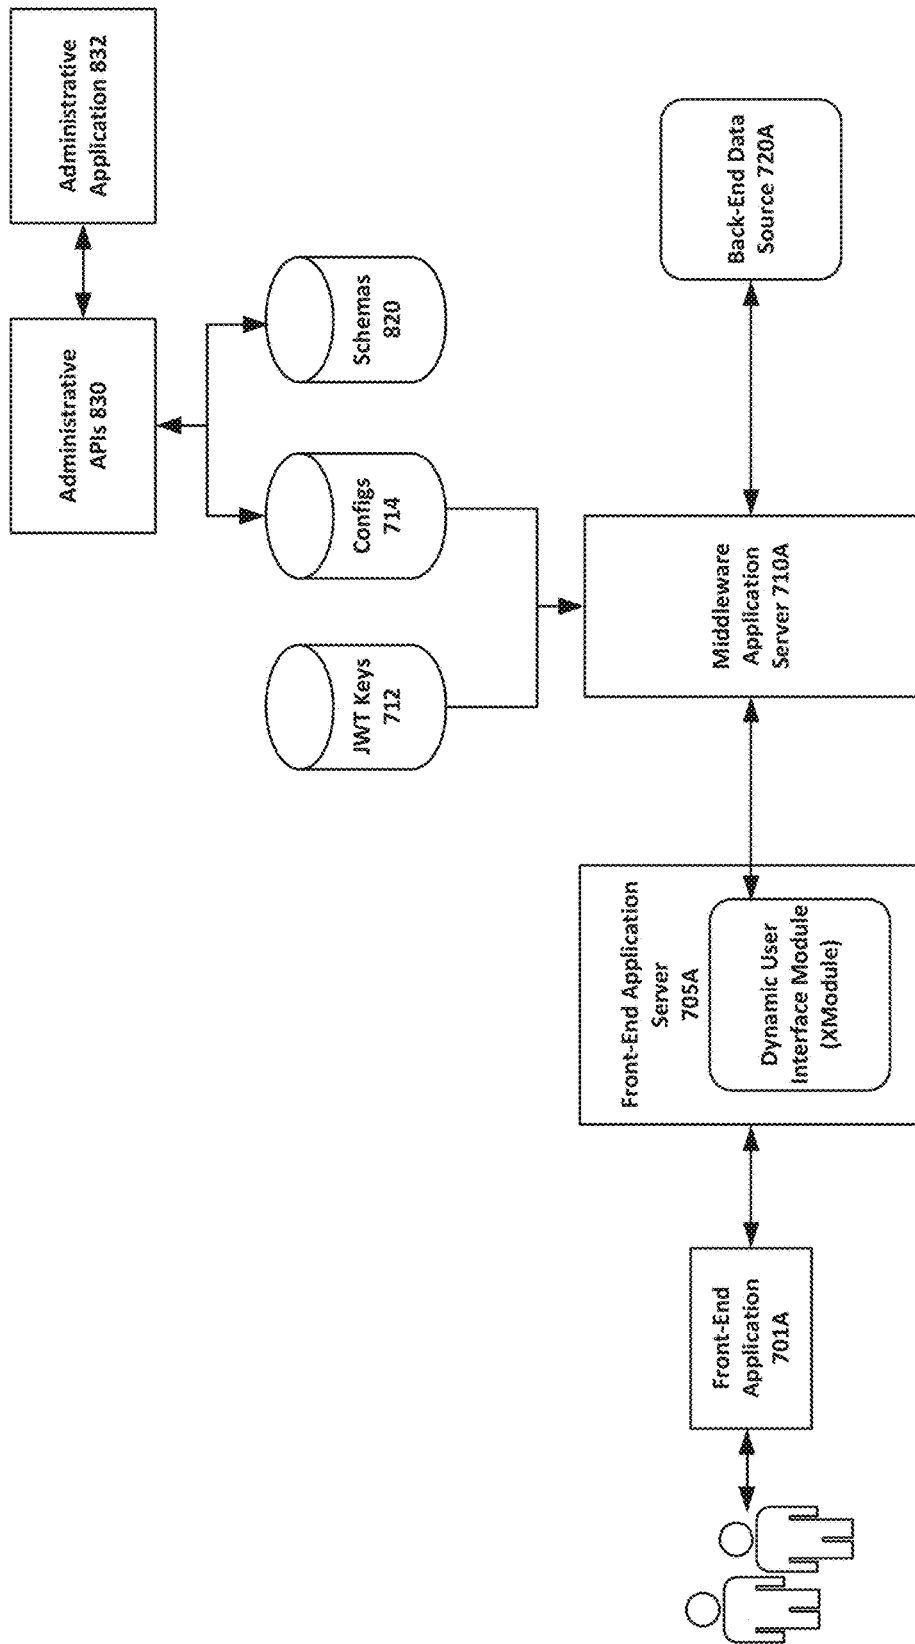 Administrative
APIs 830
Administrative
Application 832
JWT Keys
712
Configs
714
Schemas
820
Front-End
Application
701A
Front-End Application
Server
705A
Dynamic User
Interface Module
(XModule)
Middleware
Application
Server 710A
Back-End Data
Source 720A